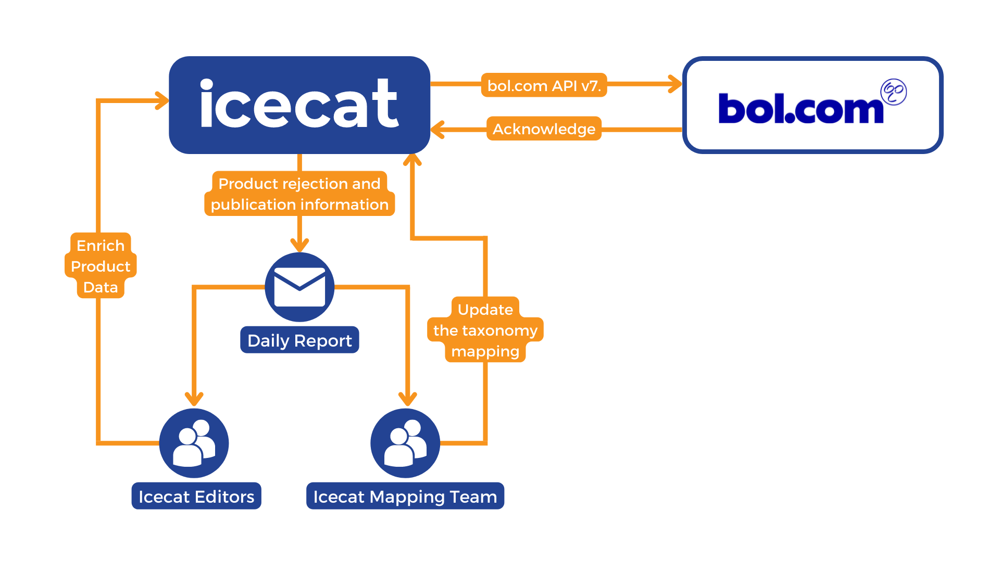 icecat
bol.com API v7.
Acknowledge
bol.com
bol
Product rejection and
publication information
Enrich
Product
Data
Daily Report
Update
the taxonomy
mapping
Icecat Editors
Icecat Mapping Team